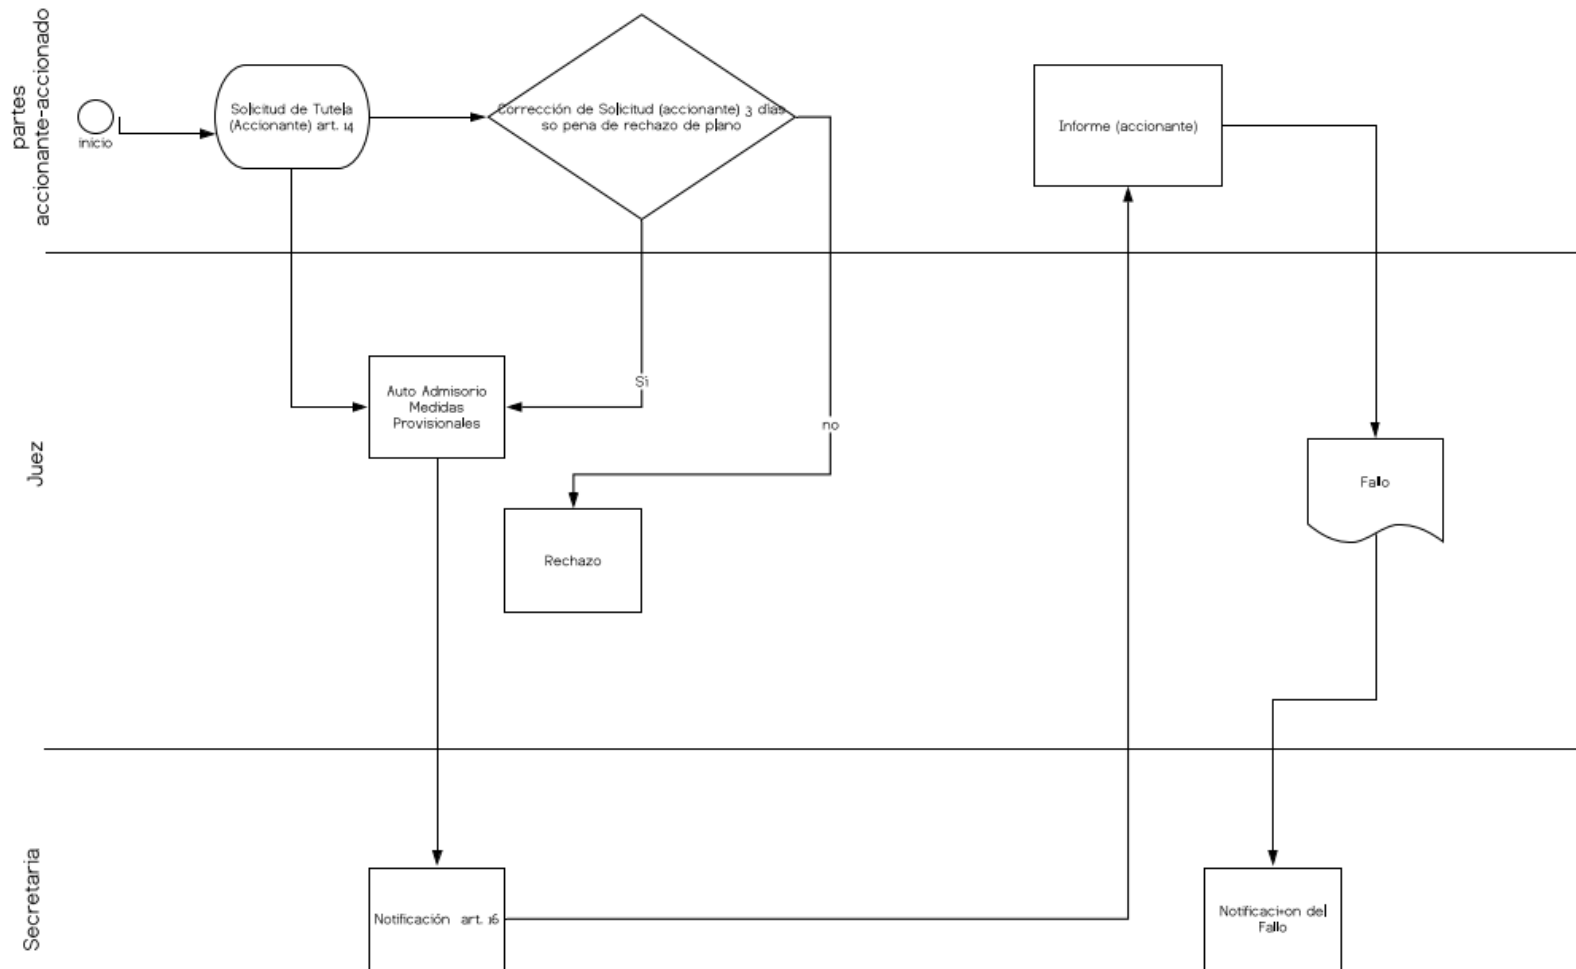 partes
accionante-accionado
inicio
Solicitud de Tutela
(Accionante) art. 14
Corrección de Solicitud (accionante) 3 días
so pena de rechazo de plano
Informe (accionante)
Juez
Auto Admisorio
Medidas
Provisionales
Si
no
Rechazo
Fallo
Secretaria
Notificación art. 16
Notificaci+on del
Fallo